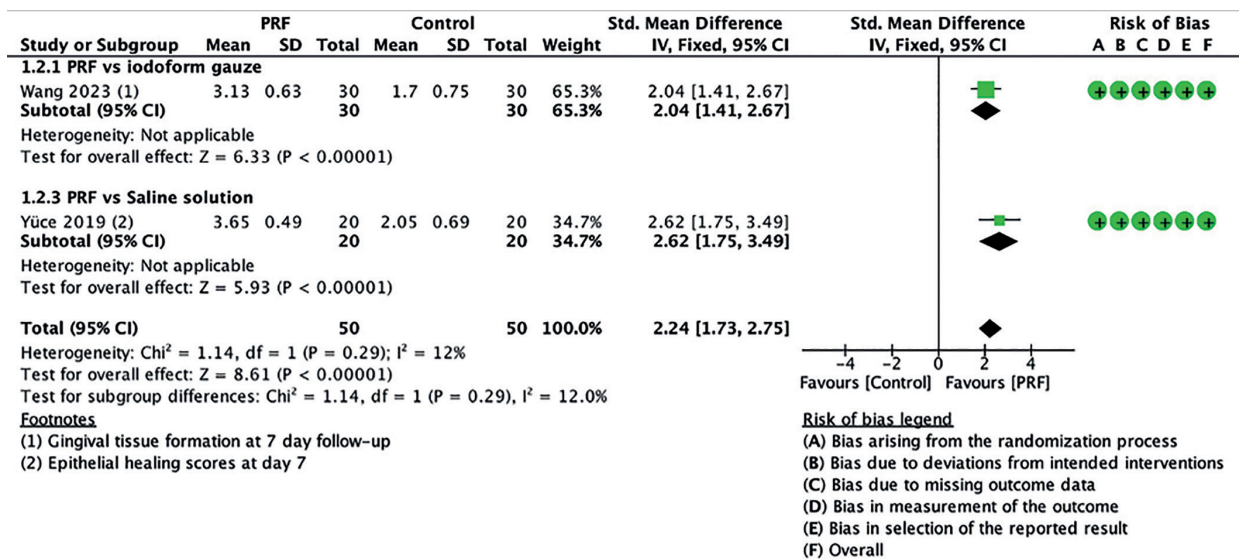 PRF Control Std. Mean Difference Std. Mean Difference Risk of Bias
Study or Subgroup Mean SD Total Mean SD Total Weight IV, Fixed, 95% CI IV, Fixed, 95% CI A B C D E F
1.2.1 PRF vs iodoform gauze
Wang 2023 (1) 3.13 0.63 30 1.7 0.75 30 65.3% 2.04 [1.41, 2.67] + + + + + +
Subtotal (95% CI) 30 30 65.3% 2.04 [1.41, 2.67]
Heterogeneity: Not applicable
Test for overall effect: Z = 6.33 (P < 0.00001)
1.2.3 PRF vs Saline solution
Yüce 2019 (2) 3.65 0.49 20 2.05 0.69 20 34.7% 2.62 [1.75, 3.49] + + + + + +
Subtotal (95% CI) 20 20 34.7% 2.62 [1.75, 3.49]
Heterogeneity: Not applicable
Test for overall effect: Z = 5.93 (P < 0.00001)
Total (95% CI) 50 50 100.0% 2.24 [1.73, 2.75]
Heterogeneity: Chi² = 1.14, df = 1 (P = 0.29); I² = 12%
Test for overall effect: Z = 8.61 (P < 0.00001)
Test for subgroup differences: Chi² = 1.14, df = 1 (P = 0.29), I² = 12.0%
-4 -2 0 2 4
Favours [Control] Favours [PRF]
Footnotes
(1) Gingival tissue formation at 7 day follow-up
(2) Epithelial healing scores at day 7
Risk of bias legend
(A) Bias arising from the randomization process
(B) Bias due to deviations from intended interventions
(C) Bias due to missing outcome data
(D) Bias in measurement of the outcome
(E) Bias in selection of the reported result
(F) Overall